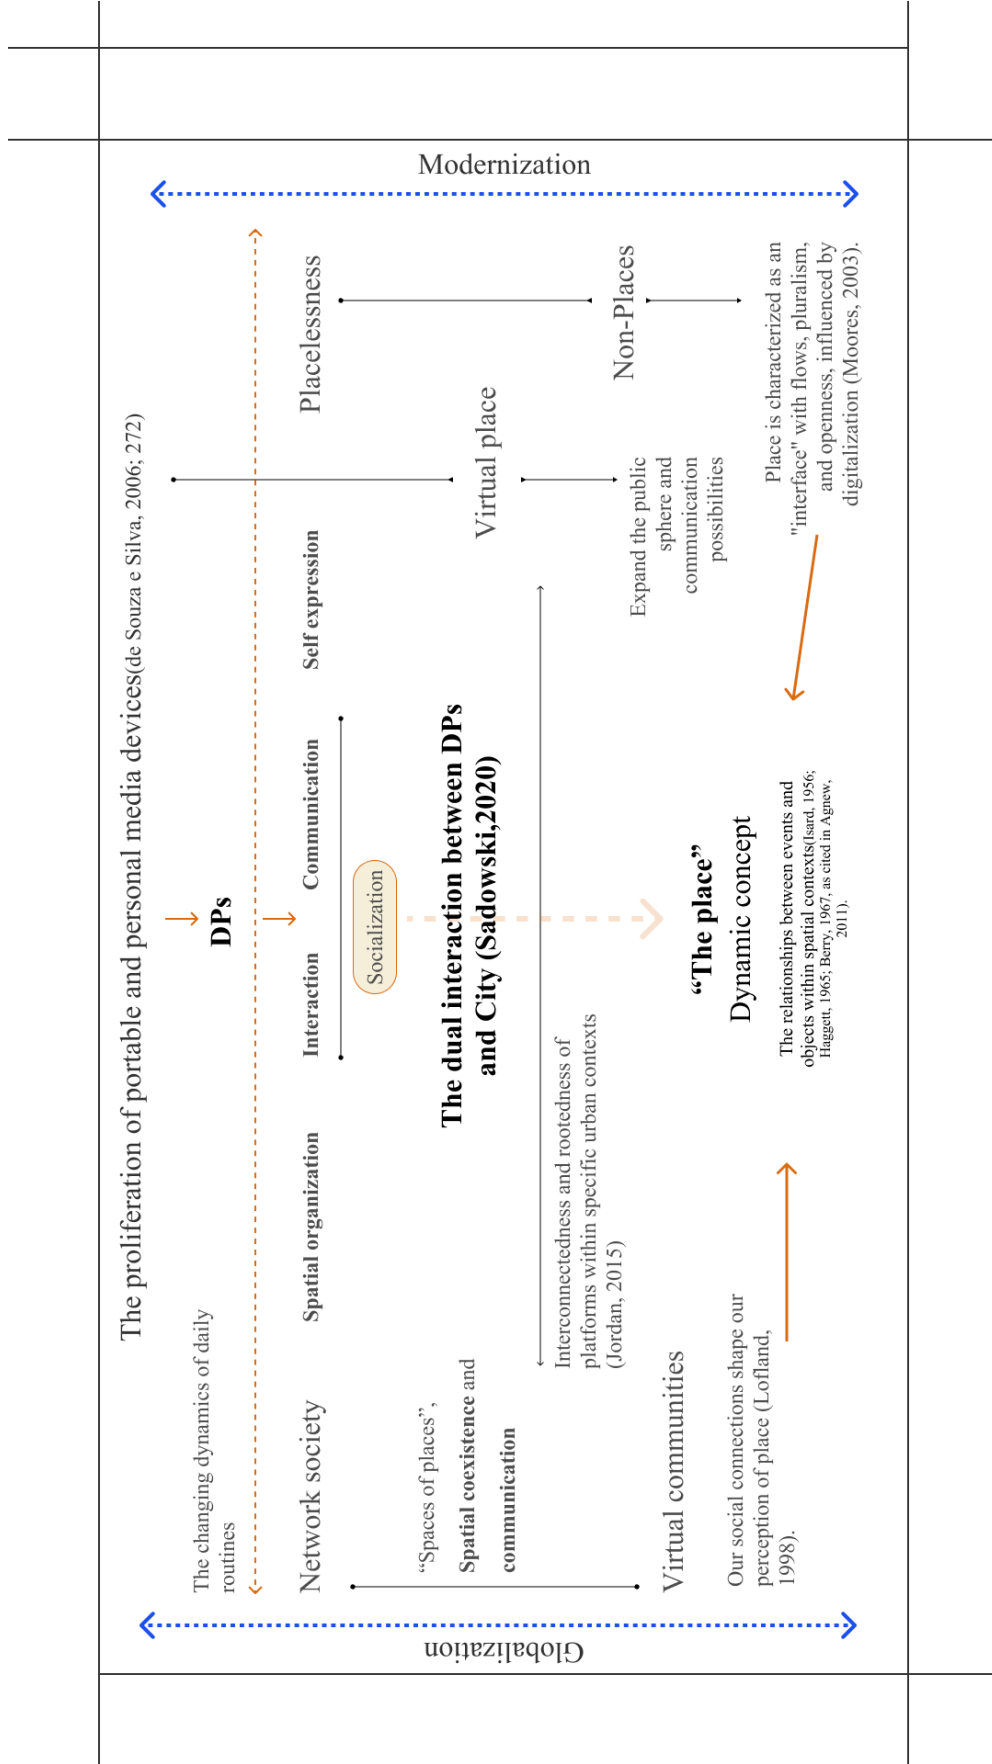 The proliferation of portable and personal media devices(de Souza e Silva, 2006; 272)
The changing dynamics of daily
routines
DPs
Network society
Spatial organization
Interaction
Communication
Self expression
Placelessness
Socialization
“Spaces of places”,
Spatial coexistence and
communication
The dual interaction between DPs
and City (Sadowski,2020)
Virtual place
Interconnectedness and rootedness of
platforms within specific urban contexts
(Jordan, 2015)
Non-Places
Expand the public
sphere and
communication
possibilities
Virtual communities
“The place”
Dynamic concept
Our social connections shape our
perception of place (Lofland,
1998).
The relationships between events and
objects within spatial contexts(Isard, 1956;
Haggett, 1965; Berry, 1967, as cited in Agnew,
2011).
Place is characterized as an
"interface" with flows, pluralism,
and openness, influenced by
digitalization (Moores, 2003).
Globalization
Modernization